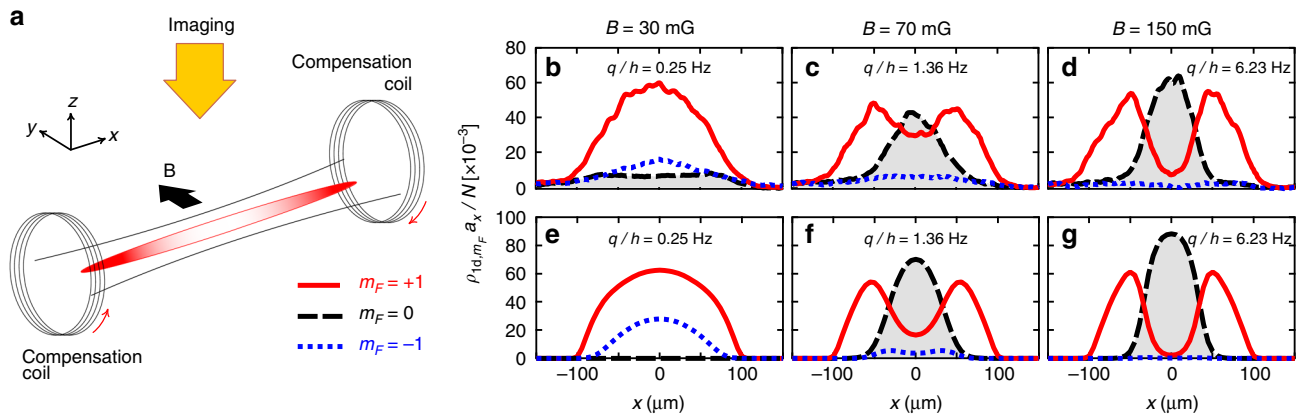 a
Imaging
Compensation
coil
z
y
x
B
m_F = +1
m_F = 0
m_F = −1
Compensation
coil
B = 30 mG
B = 70 mG
B = 150 mG
ρ_{1d,m_F} a_x / N [×10⁻³]
80
60
40
20
0
b
q / h = 0.25 Hz
c
q / h = 1.36 Hz
d
q / h = 6.23 Hz
100
80
60
40
20
0
e
q / h = 0.25 Hz
f
q / h = 1.36 Hz
g
q / h = 6.23 Hz
−100 0 100
−100 0 100
−100 0 100
x (μm)
x (μm)
x (μm)